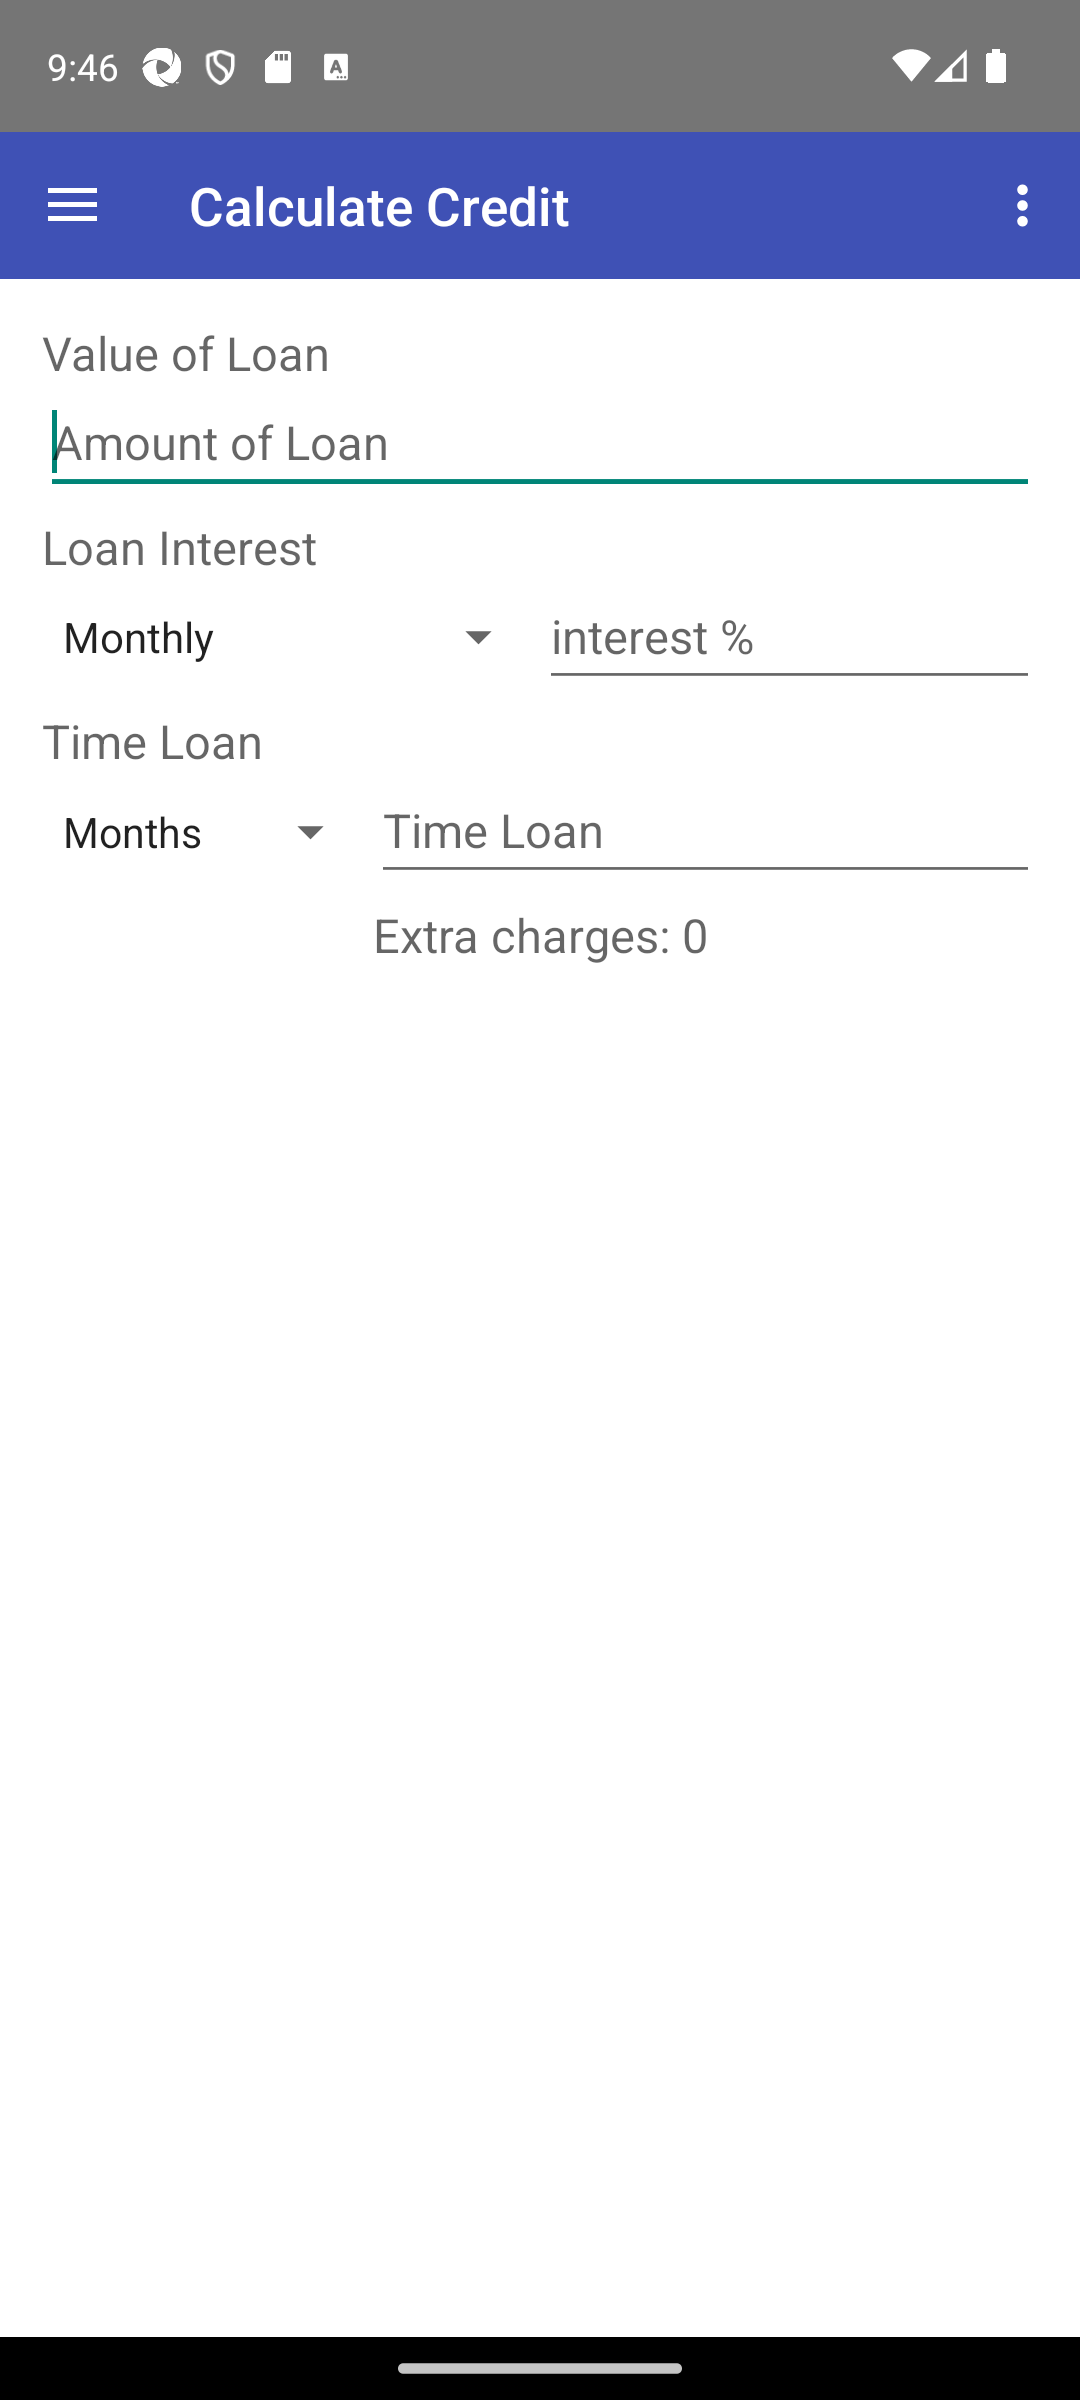 9:46
Calculate Credit
Value of Loan
Amount of Loan
Loan Interest
Monthly interest %
Time Loan
Months Time Loan
Extra charges: 0